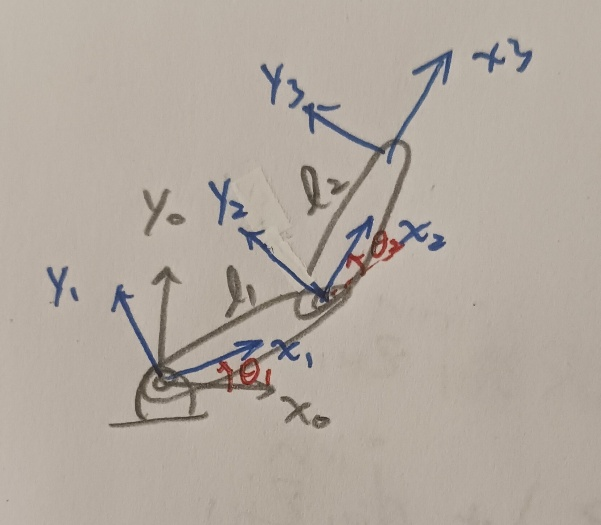 Y₃
x₃
l₂
Y₀
Y₂
θ₂
x₂
Y₁
l₁
x₁
θ₁
x₀